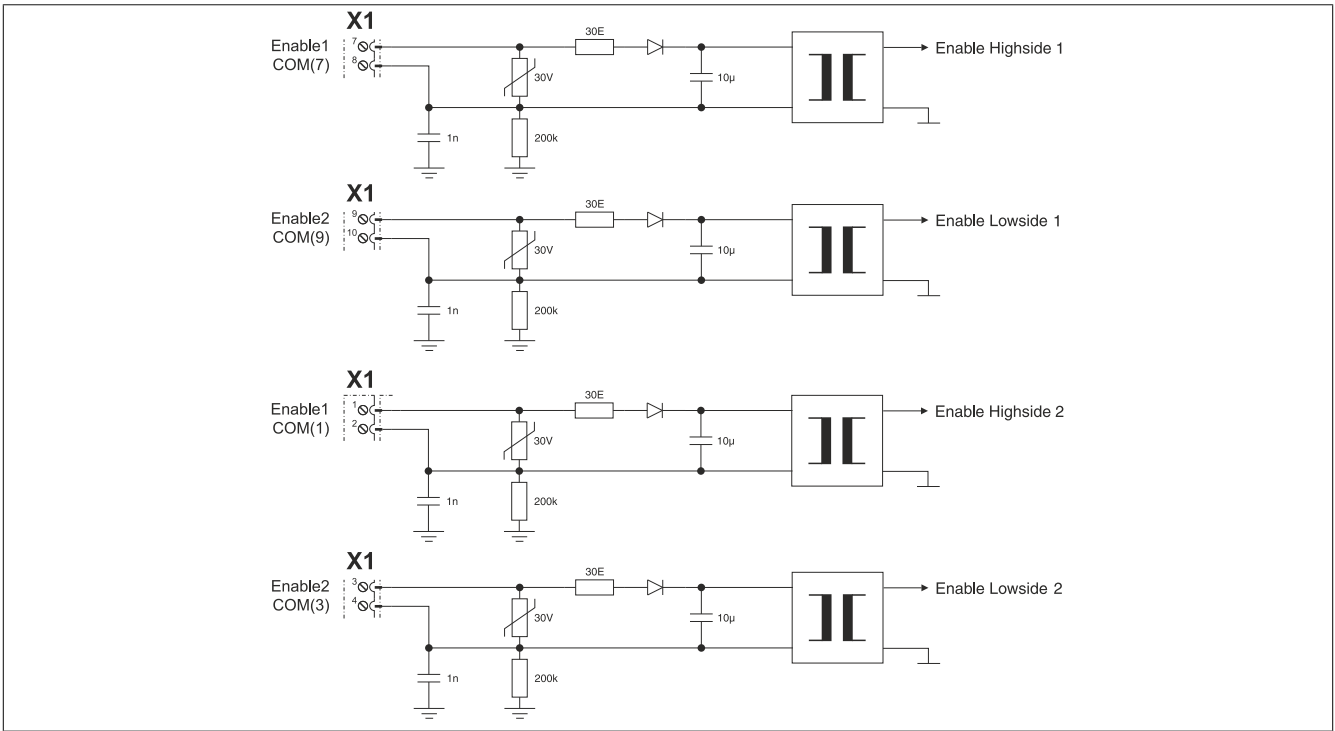 X1
Enable1 7 30E Enable Highside 1
COM(7) 8 30V 10µ
1n 200k
X1
Enable2 9 30E Enable Lowside 1
COM(9) 10 30V 10µ
1n 200k
X1
Enable1 1 30E Enable Highside 2
COM(1) 2 30V 10µ
1n 200k
X1
Enable2 3 30E Enable Lowside 2
COM(3) 4 30V 10µ
1n 200k